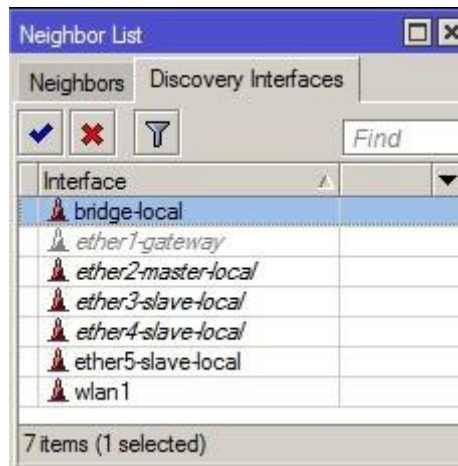 Neighbor List
Neighbors Discovery Interfaces
Find
Interface
bridge-local
ether1-gateway
ether2-master-local
ether3-slave-local
ether4-slave-local
ether5-slave-local
wlan1
7 items (1 selected)